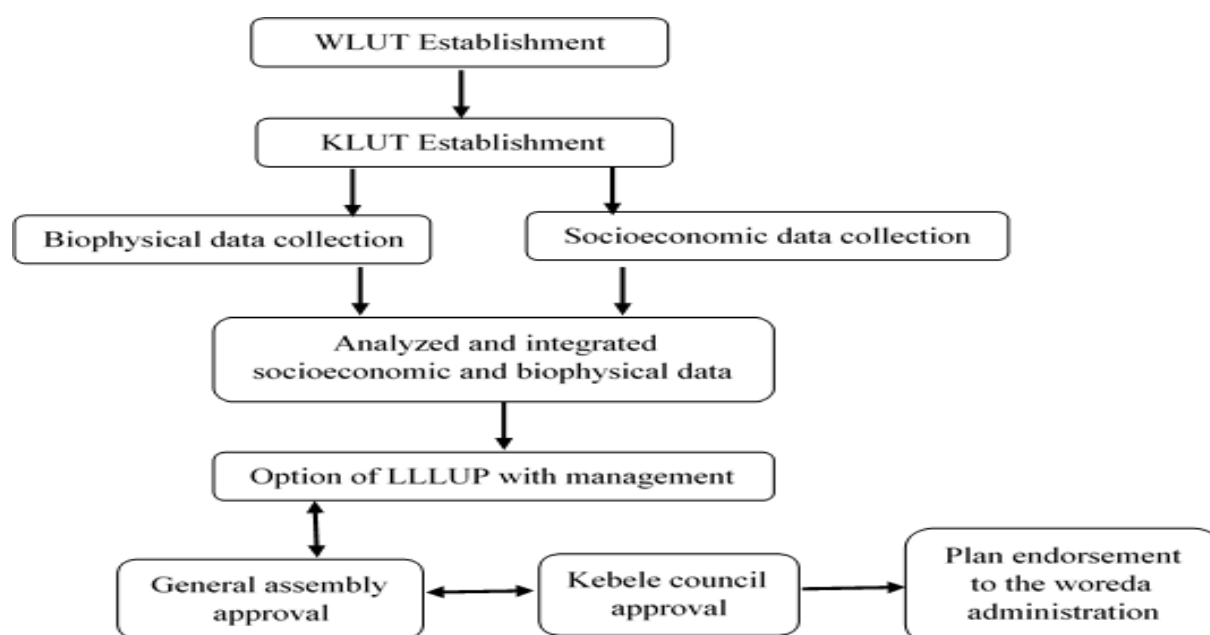 WLUT Establishment
KLUT Establishment
Biophysical data collection
Socioeconomic data collection
Analyzed and integrated
socioeconomic and biophysical data
Option of LLLUP with management
General assembly
approval
Kebele council
approval
Plan endorsement
to the woreda
administration